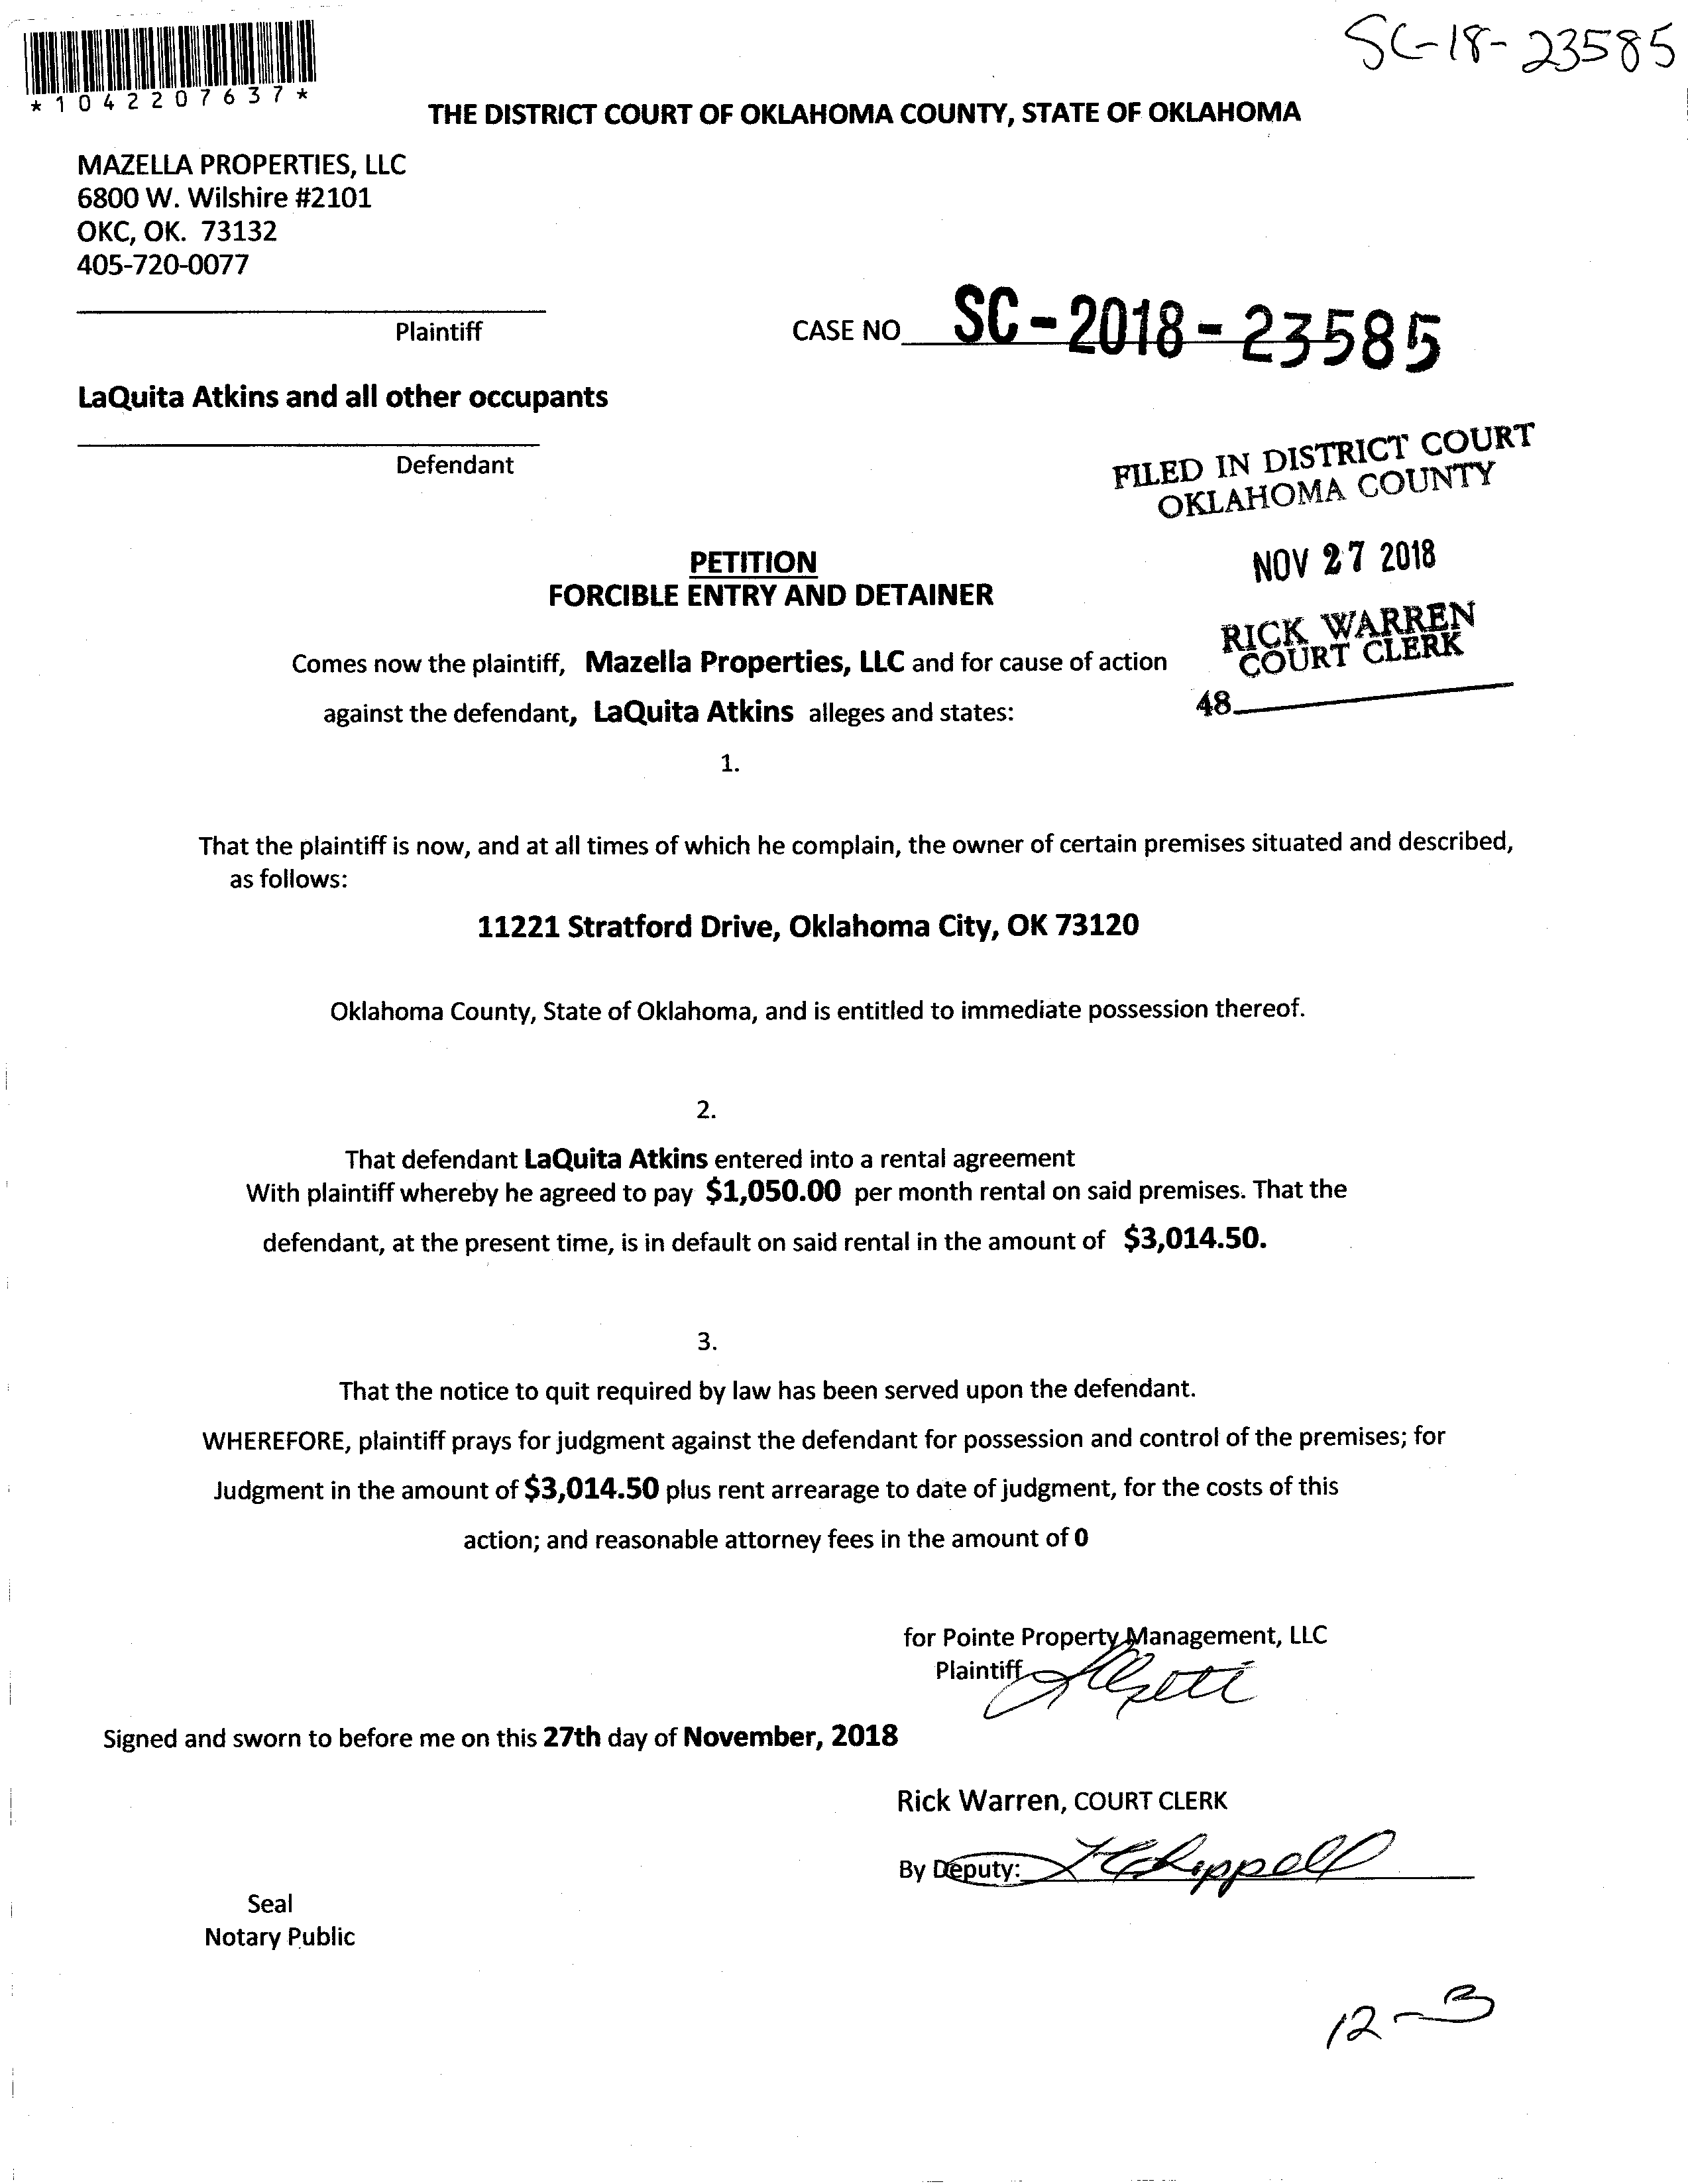 SC-18-23585
*1042207637*
THE DISTRICT COURT OF OKLAHOMA COUNTY, STATE OF OKLAHOMA
MAZELLA PROPERTIES, LLC
6800 W. Wilshire #2101
OKC, OK. 73132
405-720-0077
Plaintiff
CASE NO SC-2018-23585
LaQuita Atkins and all other occupants
Defendant
FILED IN DISTRICT COURT
OKLAHOMA COUNTY
NOV 27 2018
RICK WARREN
COURT CLERK
48
PETITION
FORCIBLE ENTRY AND DETAINER
Comes now the plaintiff, Mazella Properties, LLC and for cause of action
against the defendant, LaQuita Atkins alleges and states:
1.
That the plaintiff is now, and at all times of which he complain, the owner of certain premises situated and described,
as follows:
11221 Stratford Drive, Oklahoma City, OK 73120
Oklahoma County, State of Oklahoma, and is entitled to immediate possession thereof.
2.
That defendant LaQuita Atkins entered into a rental agreement
With plaintiff whereby he agreed to pay $1,050.00 per month rental on said premises. That the
defendant, at the present time, is in default on said rental in the amount of $3,014.50.
3.
That the notice to quit required by law has been served upon the defendant.
WHEREFORE, plaintiff prays for judgment against the defendant for possession and control of the premises; for
Judgment in the amount of $3,014.50 plus rent arrearage to date of judgment, for the costs of this
action; and reasonable attorney fees in the amount of 0
for Pointe Property Management, LLC
Plaintiff
Signed and sworn to before me on this 27th day of November, 2018
Rick Warren, COURT CLERK
By Deputy:
Seal
Notary Public
12-3